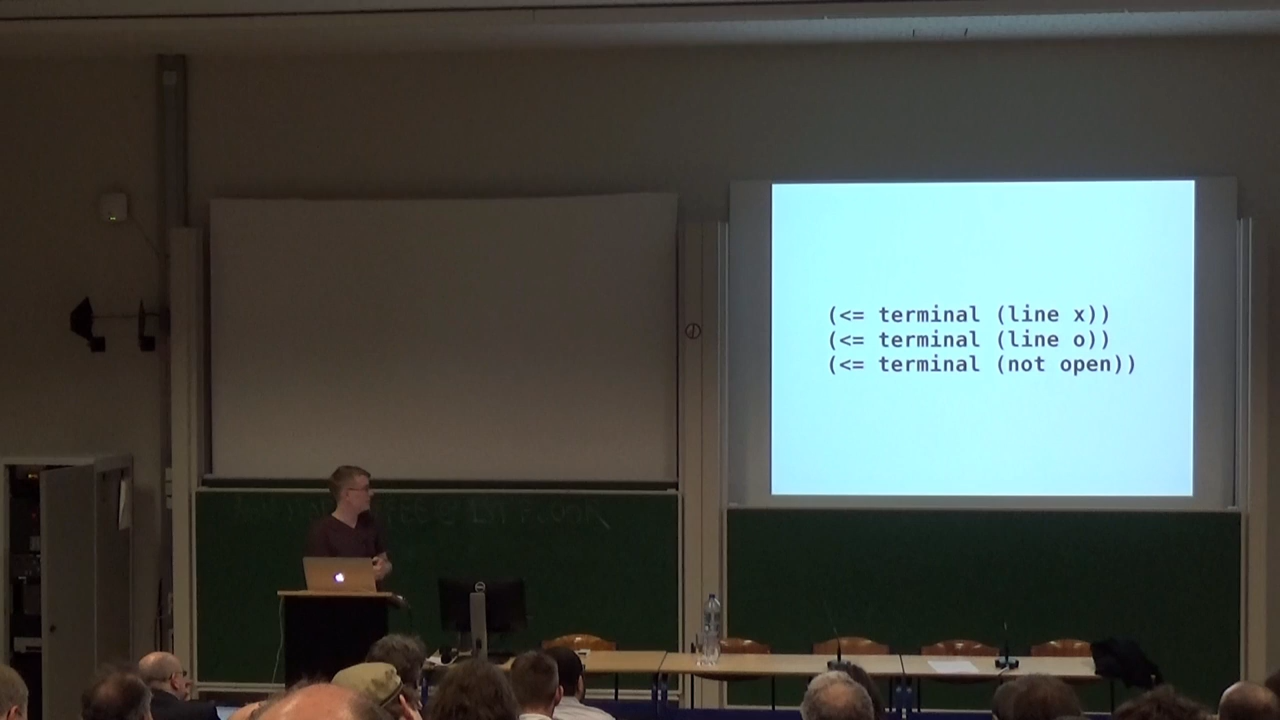 (<= terminal (line x))
(<= terminal (line o))
(<= terminal (not open))